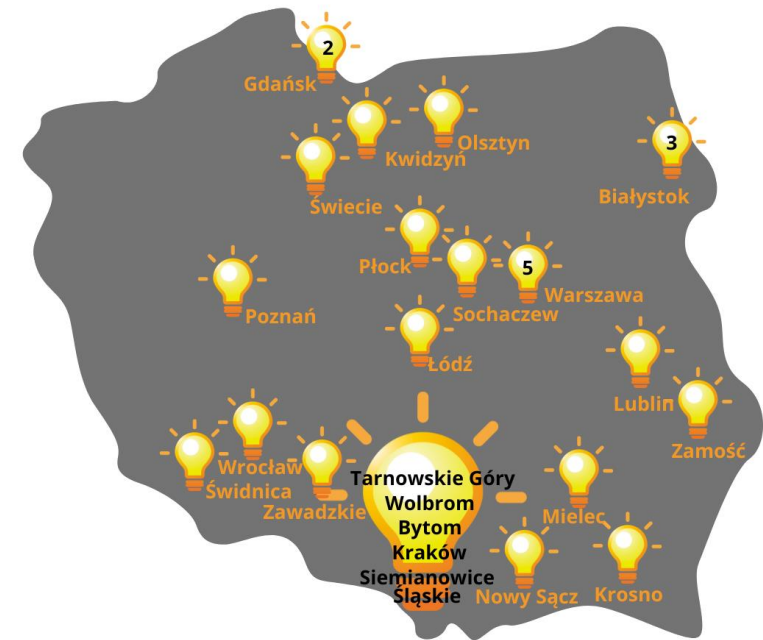 2
Gdańsk
Olsztyn
Kwidzyń
3
Białystok
Świecie
Płock
5
Warszawa
Sochaczew
Poznań
Łódź
Lublin
Zamość
Wrocław
Świdnica
Zawadzkie
Tarnowskie Góry
Wolbrom
Bytom
Kraków
Siemianowice
Śląskie
Mielec
Nowy Sącz
Krosno